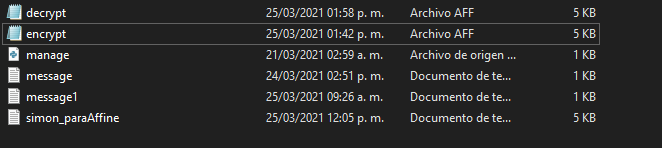 decrypt 25/03/2021 01:58 p. m. Archivo AFF 5 KB
encrypt 25/03/2021 01:42 p. m. Archivo AFF 5 KB
manage 21/03/2021 02:59 a. m. Archivo de origen ... 1 KB
message 24/03/2021 02:51 p. m. Documento de te... 1 KB
message1 25/03/2021 09:26 a. m. Documento de te... 1 KB
simon_paraAffine 25/03/2021 12:05 p. m. Documento de te... 5 KB